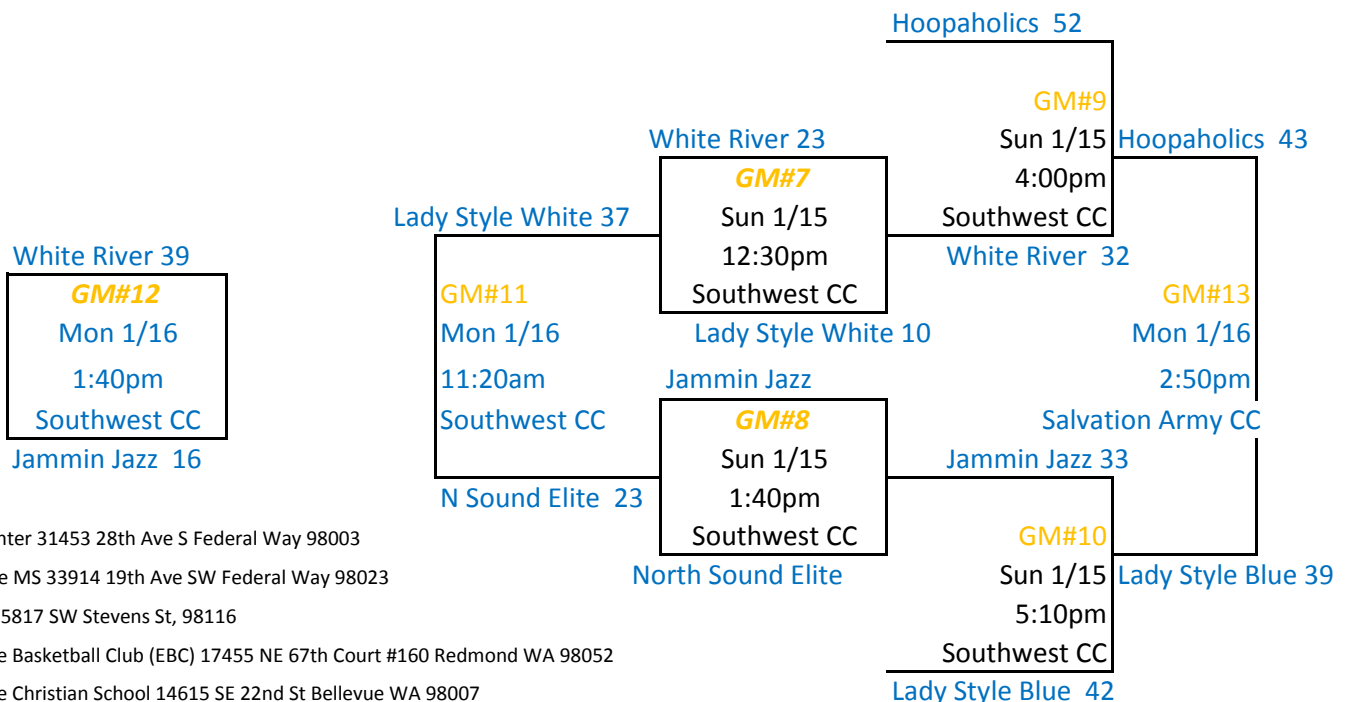 Hoopaholics 52
GM#9
White River 23
Sun 1/15
Hoopaholics 43
GM#7
4:00pm
Lady Style White 37
Sun 1/15
Southwest CC
White River 39
12:30pm
White River 32
GM#12
GM#11
Southwest CC
GM#13
Mon 1/16
Mon 1/16
Lady Style White 10
Mon 1/16
1:40pm
11:20am
Jammin Jazz
2:50pm
Southwest CC
Southwest CC
GM#8
Salvation Army CC
Jammin Jazz 16
Sun 1/15
Jammin Jazz 33
N Sound Elite 23
1:40pm
nter 31453 28th Ave S Federal Way 98003
Southwest CC
GM#10
e MS 33914 19th Ave SW Federal Way 98023
North Sound Elite
Sun 1/15
Lady Style Blue 39
5817 SW Stevens St, 98116
5:10pm
e Basketball Club (EBC) 17455 NE 67th Court #160 Redmond WA 98052
Southwest CC
e Christian School 14615 SE 22nd St Bellevue WA 98007
Lady Style Blue 42